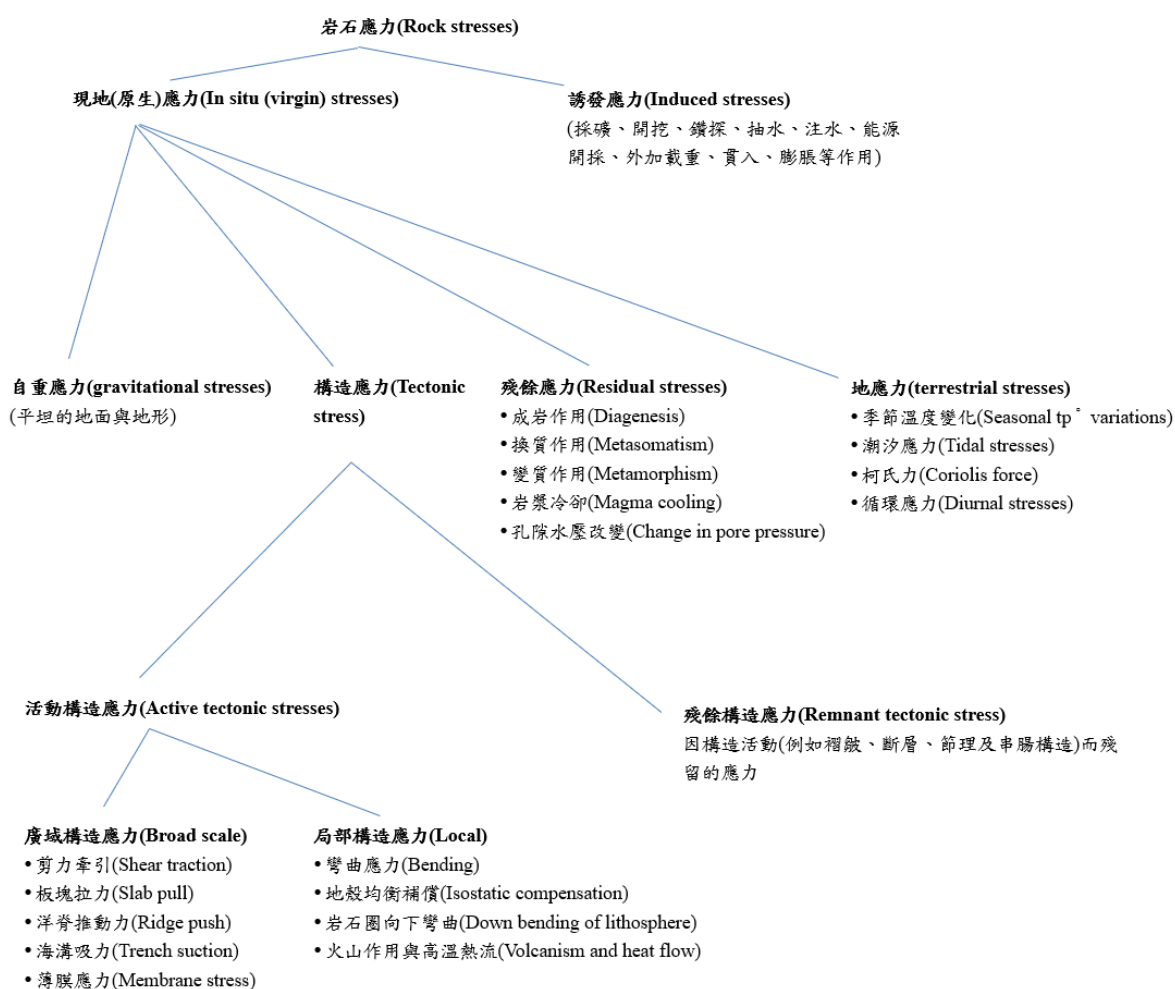 岩石應力(Rock stresses)
現地(原生)應力(In situ (virgin) stresses)
誘發應力(Induced stresses)
(採礦、開挖、鑽探、抽水、注水、能源
開採、外加載重、貫入、膨脹等作用)
自重應力(gravitational stresses)
(平坦的地面與地形)
構造應力(Tectonic
stress)
殘餘應力(Residual stresses)
• 成岩作用(Diagenesis)
• 換質作用(Metasomatism)
• 變質作用(Metamorphism)
• 岩漿冷卻(Magma cooling)
• 孔隙水壓改變(Change in pore pressure)
地應力(terrestrial stresses)
• 季節溫度變化(Seasonal tp° variations)
• 潮汐應力(Tidal stresses)
• 柯氏力(Coriolis force)
• 循環應力(Diurnal stresses)
活動構造應力(Active tectonic stresses)
殘餘構造應力(Remnant tectonic stress)
因構造活動(例如褶皺、斷層、節理及串腸構造)而殘
留的應力
廣域構造應力(Broad scale)
• 剪力牽引(Shear traction)
• 板塊拉力(Slab pull)
• 洋脊推動力(Ridge push)
• 海溝吸力(Trench suction)
• 薄膜應力(Membrane stress)
局部構造應力(Local)
• 彎曲應力(Bending)
• 地殼均衡補償(Isostatic compensation)
• 岩石圈向下彎曲(Down bending of lithosphere)
• 火山作用與高溫熱流(Volcanism and heat flow)